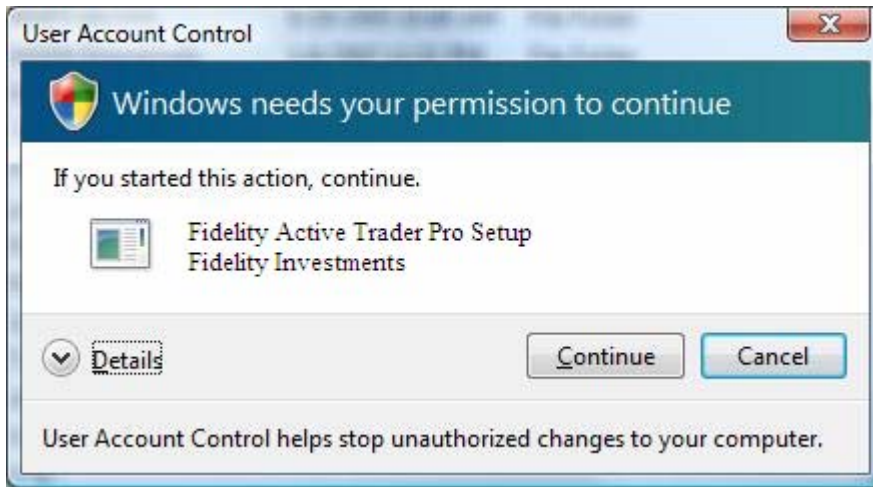 User Account Control
Windows needs your permission to continue
If you started this action, continue.
Fidelity Active Trader Pro Setup
Fidelity Investments
Details
Continue
Cancel
User Account Control helps stop unauthorized changes to your computer.